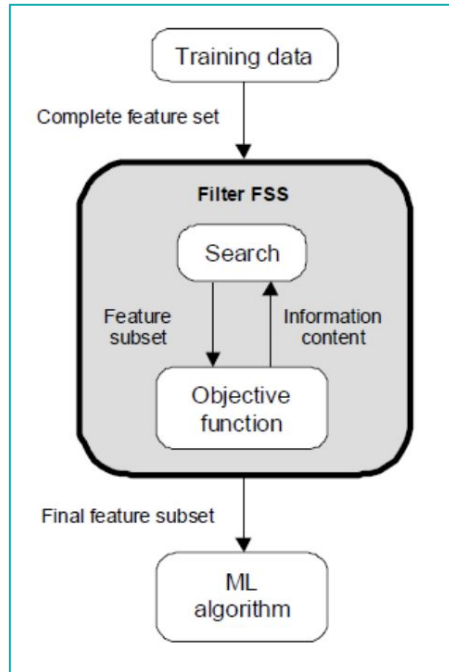 Training data
Complete feature set
Filter FSS
Search
Feature
subset
Information
content
Objective
function
Final feature subset
ML
algorithm